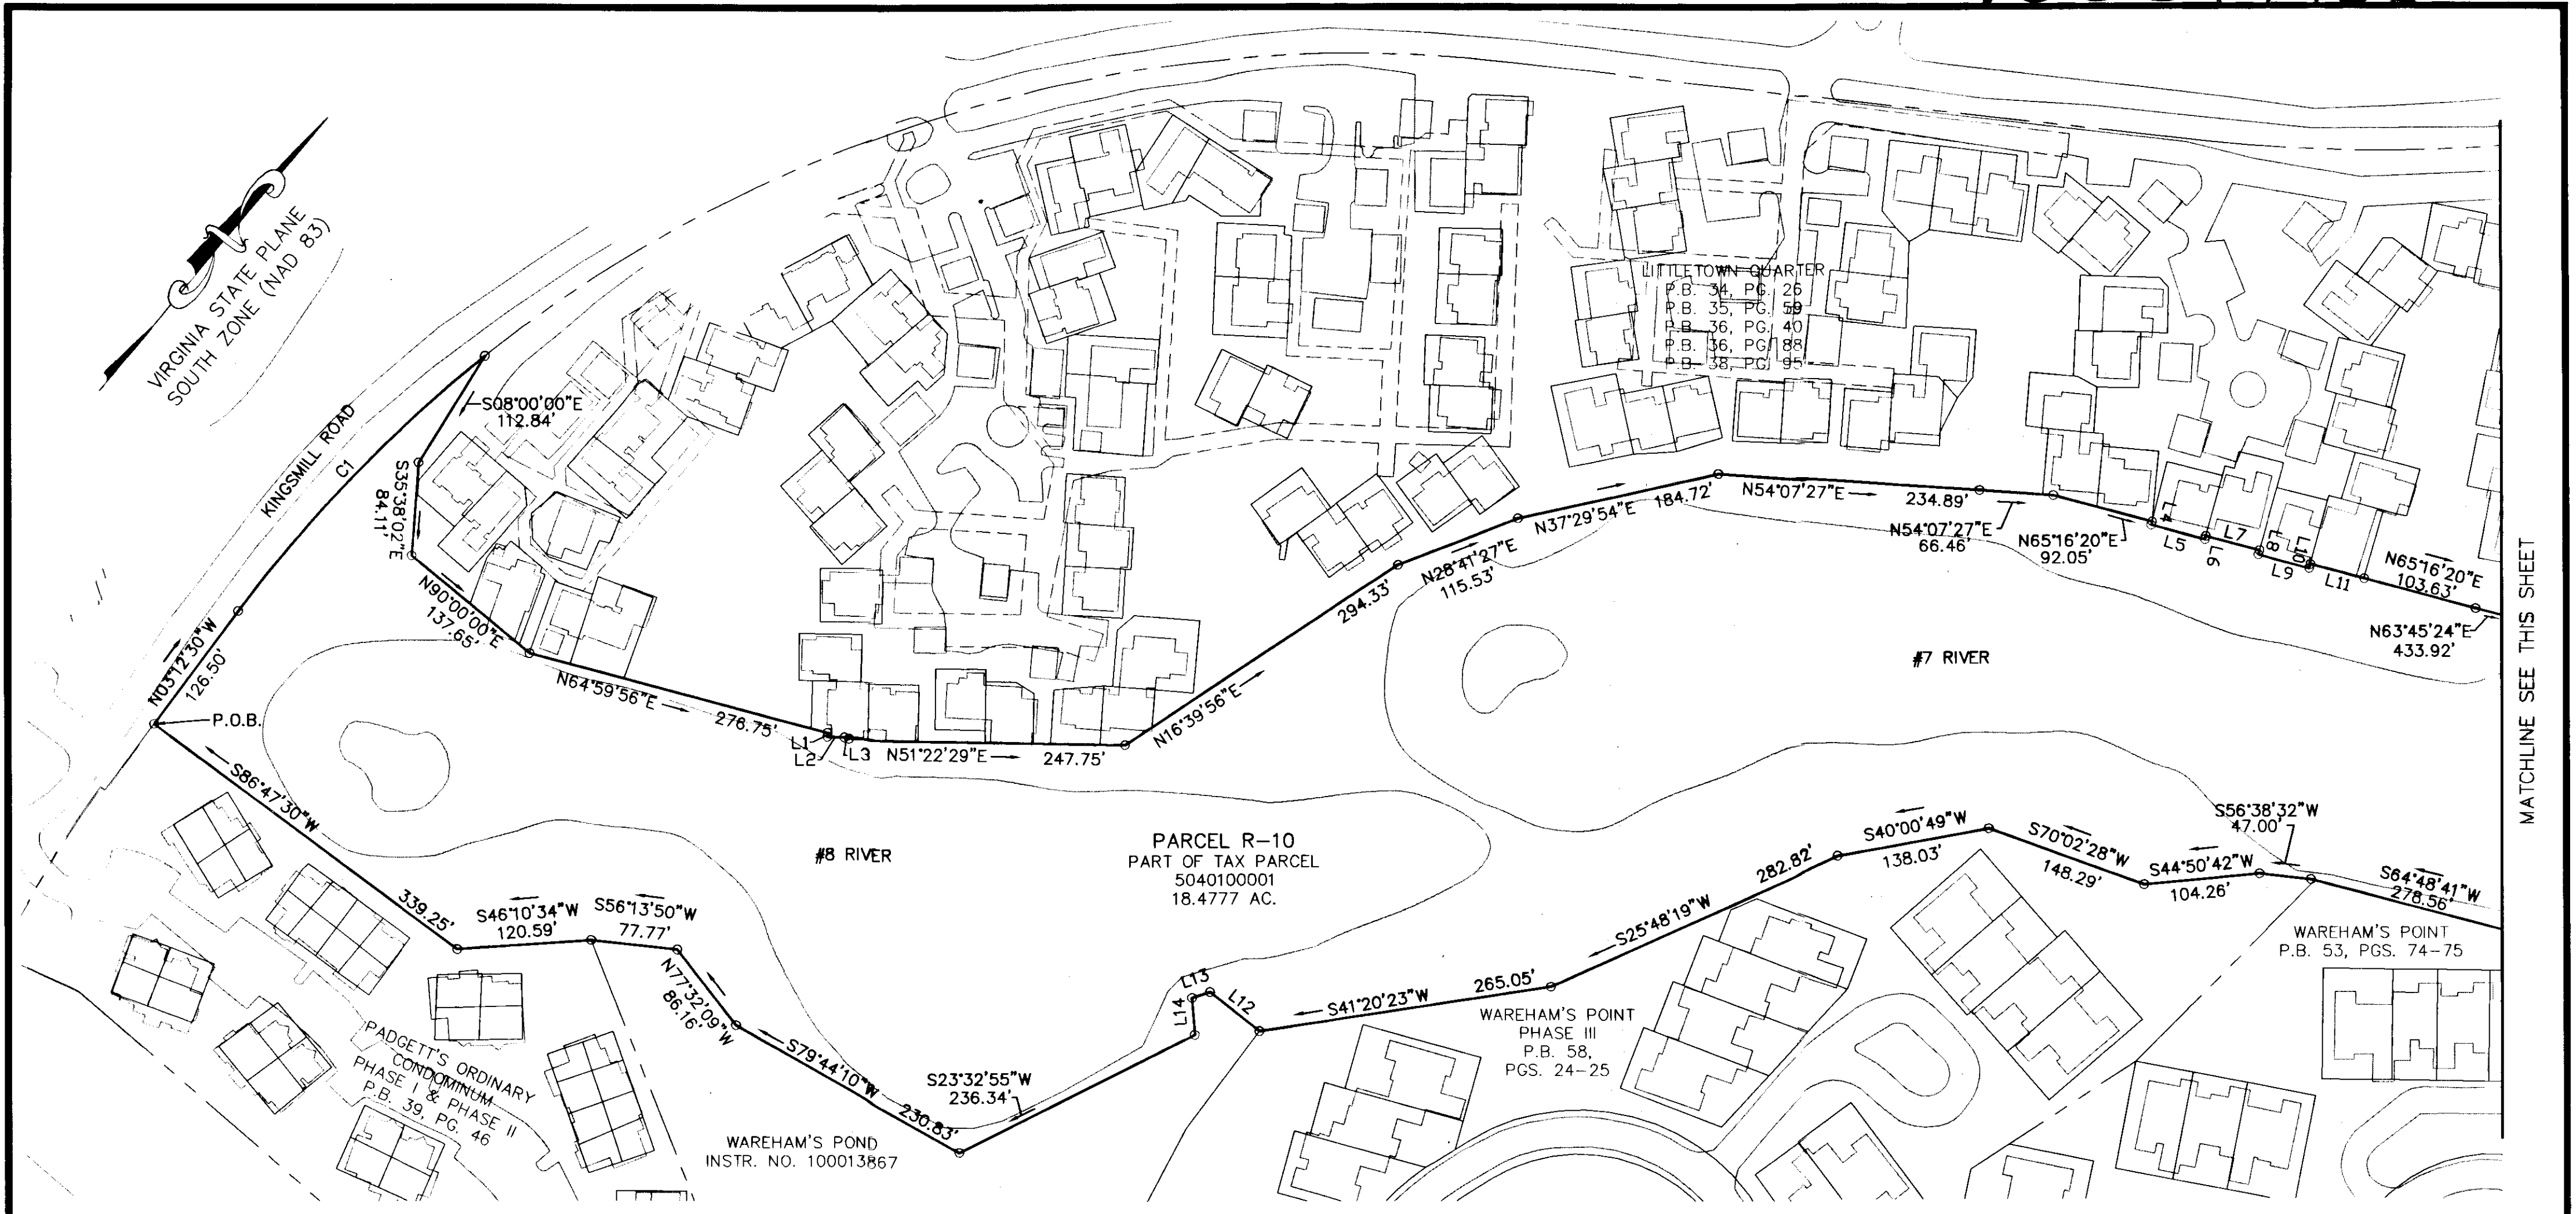 VIRGINIA STATE PLANE
SOUTH ZONE (NAD 83)
KINGSMILL ROAD
C1
S08°00'00"E
112.84'
S35°38'02"E
84.11'
N90°00'00"E
137.65'
N03°12'30"W
126.50'
P.O.B.
N64°59'56"E
276.75'
L1
L2
L3
N51°22'29"E
247.75'
N16°39'56"E
294.33'
N28°41'27"E
115.53'
N37°29'54"E
184.72'
N54°07'27"E
234.89'
N54°07'27"E
66.46'
N65°16'20"E
92.05'
L4
L5
L6
L7
L8
L9
L10
L11
N65°16'20"E
103.63'
N63°45'24"E
433.92'
LITTLETOWN QUARTER
P.B. 34, PG. 26
P.B. 35, PG. 59
P.B. 36, PG. 40
P.B. 36, PG. 88
P.B. 38, PG. 95
#7 RIVER
MATCHLINE SEE THIS SHEET
#8 RIVER
PARCEL R-10
PART OF TAX PARCEL
5040100001
18.4777 AC.
S86°47'30"W
339.25'
S46°10'34"W
120.59'
S56°13'50"W
77.77'
N77°32'09"W
86.16'
S79°44'10"W
230.83'
S23°32'55"W
236.34'
L14
L13
L12
S41°20'23"W
265.05'
S25°48'19"W
282.82'
S40°00'49"W
138.03'
S70°02'28"W
148.29'
S44°50'42"W
104.26'
S56°38'32"W
47.00'
S64°48'41"W
278.56'
WAREHAM'S POINT
P.B. 53, PGS. 74-75
WAREHAM'S POINT
PHASE III
P.B. 58,
PGS. 24-25
PADGETT'S ORDINARY
CONDOMINUM
PHASE I & PHASE II
P.B. 39, PG. 46
WAREHAM'S POND
INSTR. NO. 100013867